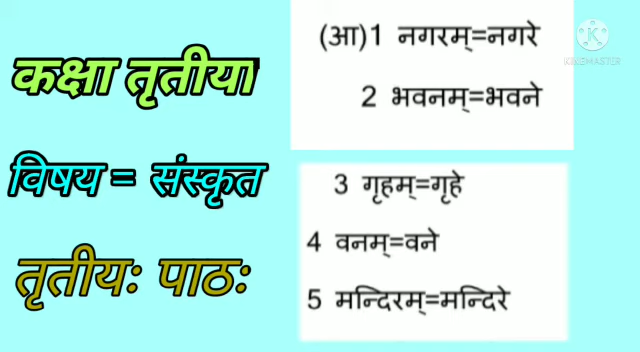 कक्षा तृतीया
विषय = संस्कृत
तृतीयः पाठः
(आ)1 नगरम्=नगरे
2 भवनम्=भवने
3 गृहम्=गृहे
4 वनम्=वने
5 मन्दिरम्=मन्दिरे
KINEMASTER